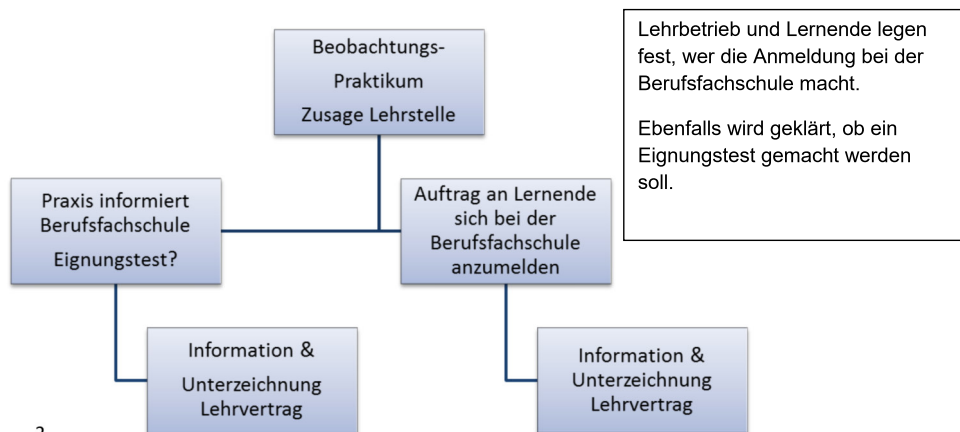 Beobachtungs-
Praktikum
Zusage Lehrstelle
Lehrbetrieb und Lernende legen
fest, wer die Anmeldung bei der
Berufsfachschule macht.
Ebenfalls wird geklärt, ob ein
Eignungstest gemacht werden
soll.
Praxis informiert
Berufsfachschule
Eignungstest?
Auftrag an Lernende
sich bei der
Berufsfachschule
anzumelden
Information &
Unterzeichnung
Lehrvertrag
Information &
Unterzeichnung
Lehrvertrag